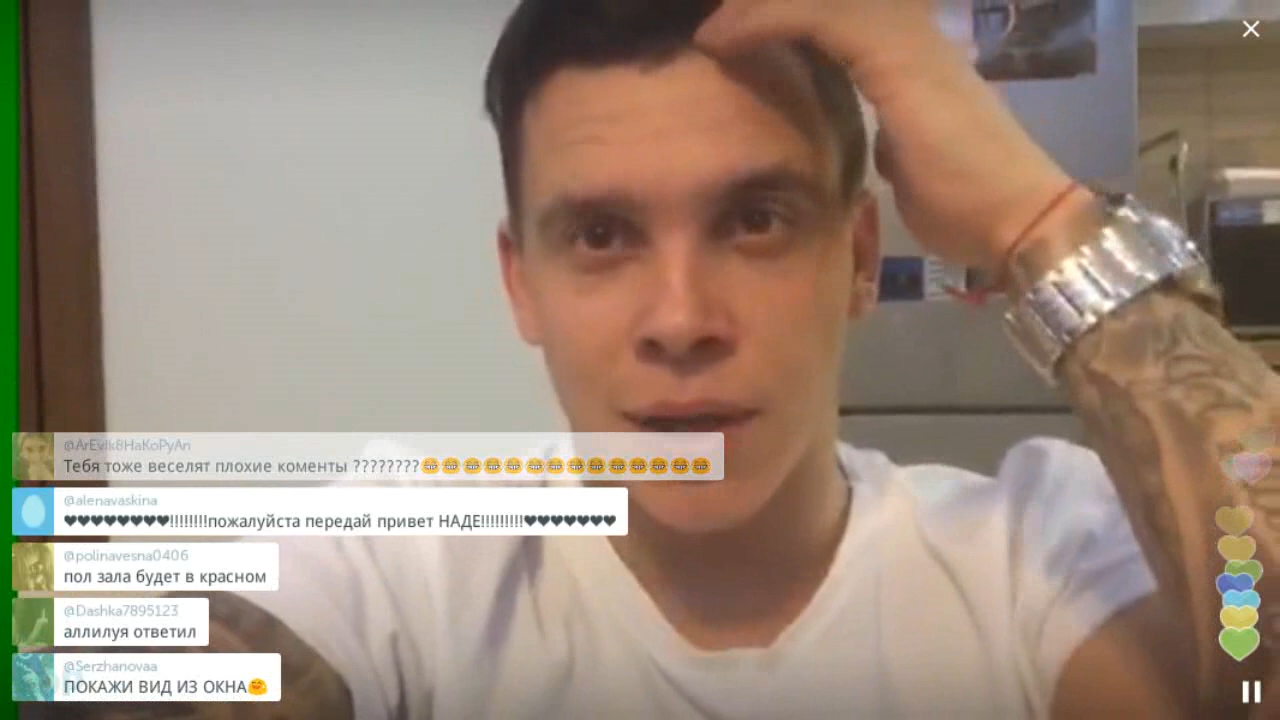 @ArEvIk8HaKoPyAn
Тебя тоже веселят плохие коменты ????????😂😂😂😂😂😂😂😂😂😂😂😂😂😂
@alenavaskina
♥♥♥♥♥♥♥♥♥!!!!!!!!пожалуйста передай привет НАДЕ!!!!!!!!!♥♥♥♥♥♥♥♥
@polinavesna0406
пол зала будет в красном
@Dashka7895123
аллилуя ответил
@Serzhanovaa
ПОКАЖИ ВИД ИЗ ОКНА😊